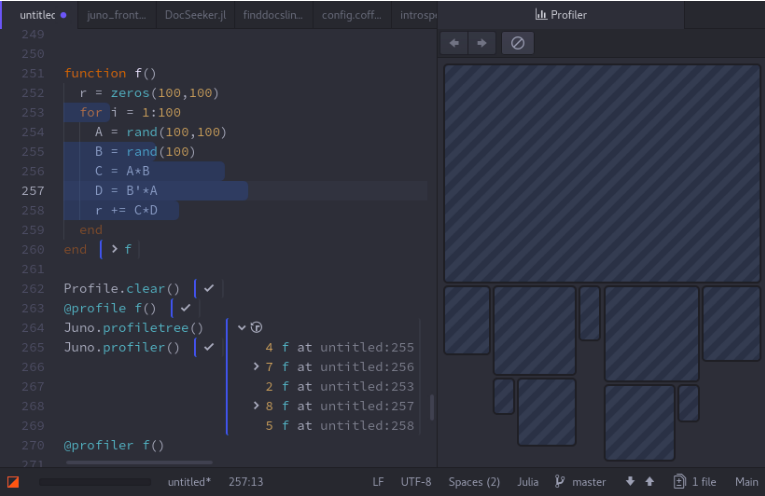 untitled juno_front... DocSeeker.jl finddocslin... config.coff... introspe
Profiler
249
250
251 function f()
252 r = zeros(100,100)
253 for i = 1:100
254 A = rand(100,100)
255 B = rand(100)
256 C = A*B
257 D = B'*A
258 r += C*D
259 end
260 end > f
261
262 Profile.clear() ✓
263 @profile f() ✓
264 Juno.profiletree()
265 Juno.profiler() ✓ 4 f at untitled:255
266 > 7 f at untitled:256
267 2 f at untitled:253
268 > 8 f at untitled:257
269 5 f at untitled:258
270 @profiler f()
271
untitled* 257:13 LF UTF-8 Spaces (2) Julia master 1 file Main